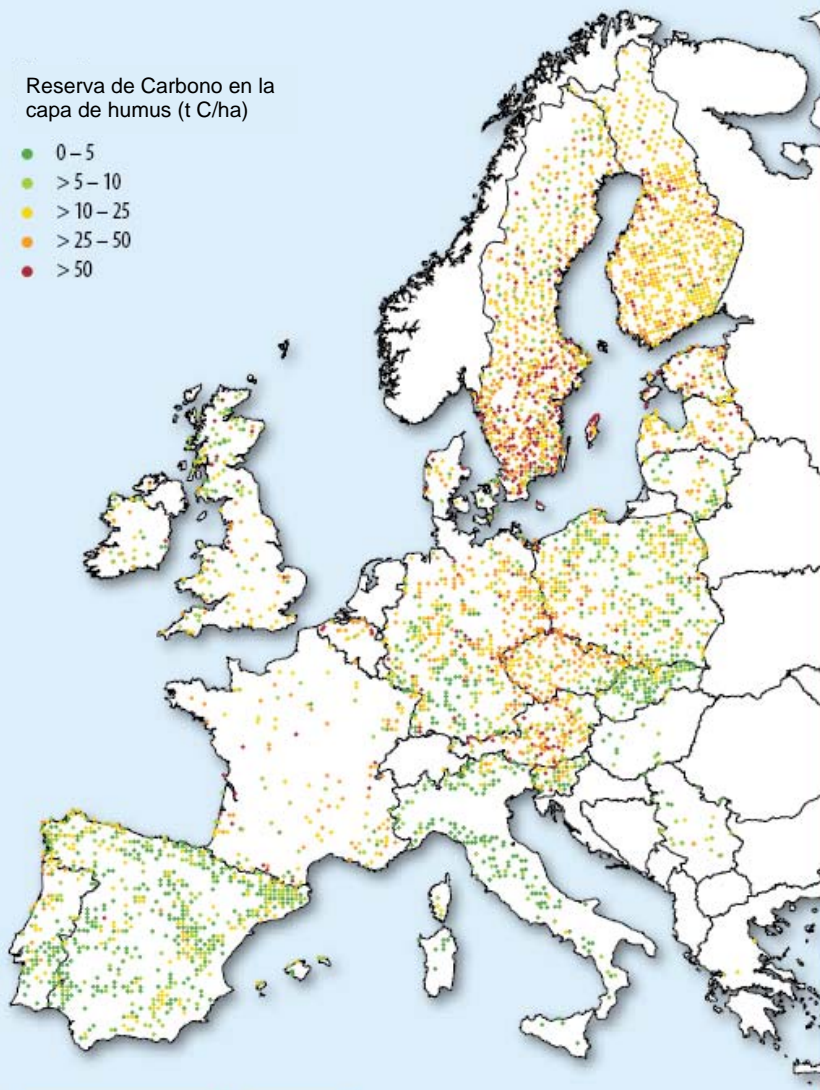 Reserva de Carbono en la
capa de humus (t C/ha)
0 – 5
> 5 – 10
> 10 – 25
> 25 – 50
> 50